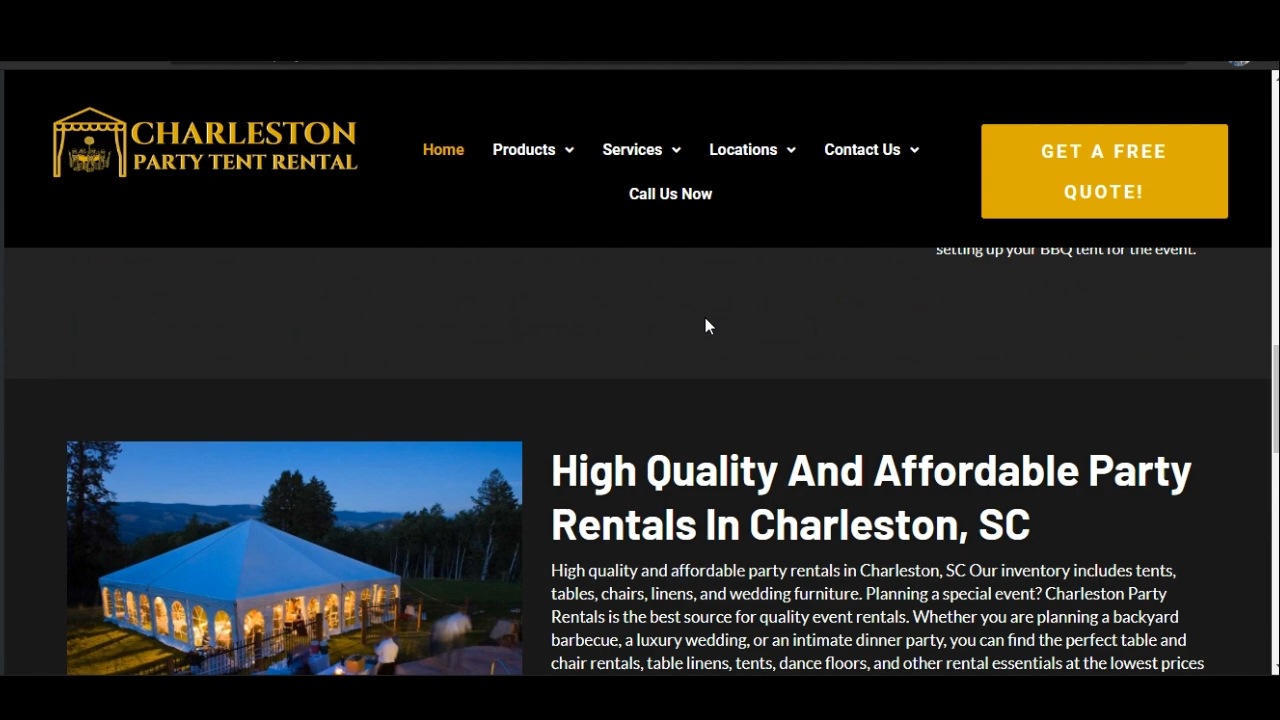 CHARLESTON
PARTY TENT RENTAL
Home
Products
Services
Locations
Contact Us
Call Us Now
GET A FREE
QUOTE!
setting up your BBQ tent for the event.
High Quality And Affordable Party
Rentals In Charleston, SC
High quality and affordable party rentals in Charleston, SC Our inventory includes tents,
tables, chairs, linens, and wedding furniture. Planning a special event? Charleston Party
Rentals is the best source for quality event rentals. Whether you are planning a backyard
barbecue, a luxury wedding, or an intimate dinner party, you can find the perfect table and
chair rentals, table linens, tents, dance floors, and other rental essentials at the lowest prices